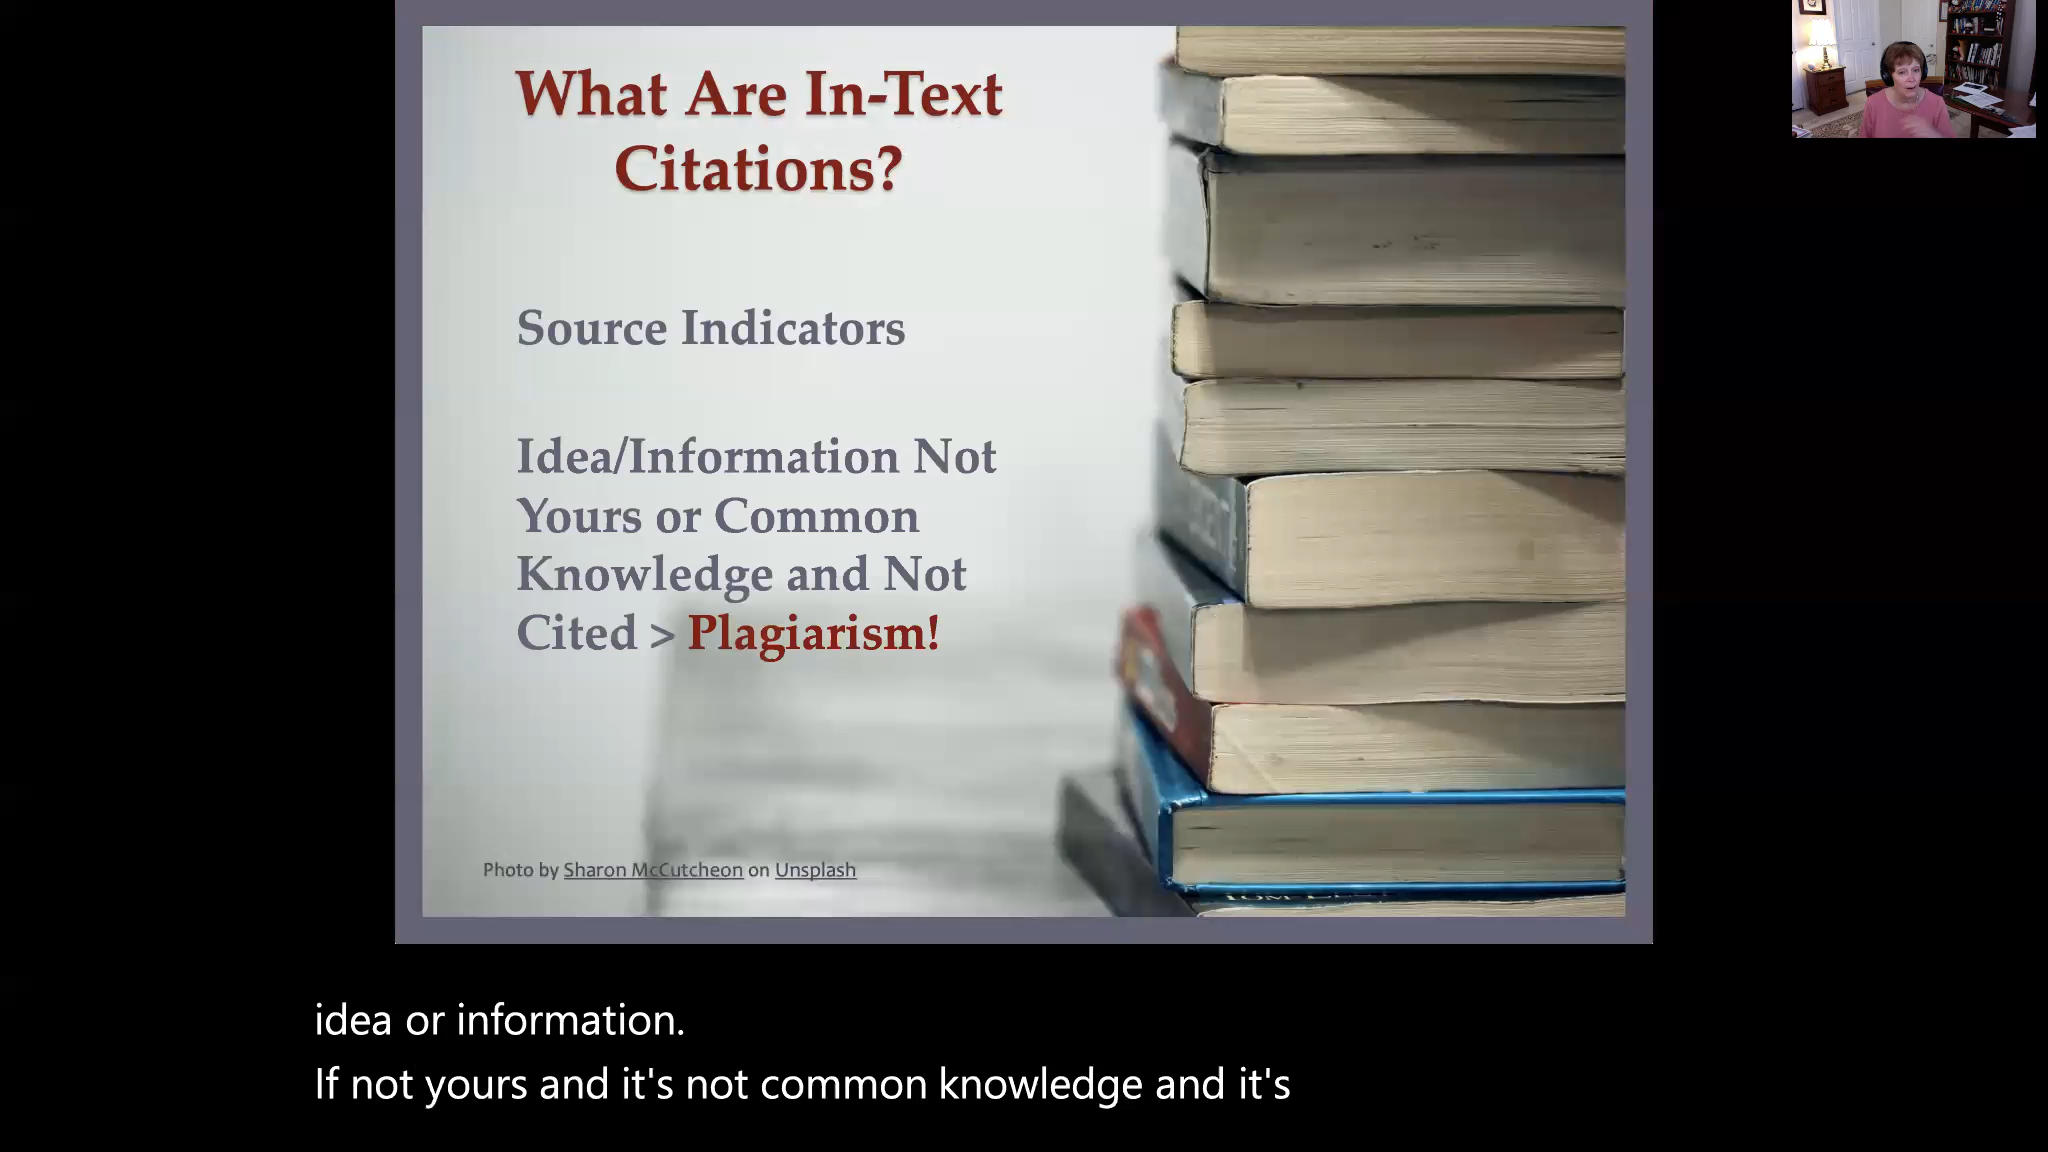 What Are In-Text
Citations?
Source Indicators
Idea/Information Not
Yours or Common
Knowledge and Not
Cited > Plagiarism!
Photo by Sharon McCutcheon on Unsplash
idea or information.
If not yours and it's not common knowledge and it's